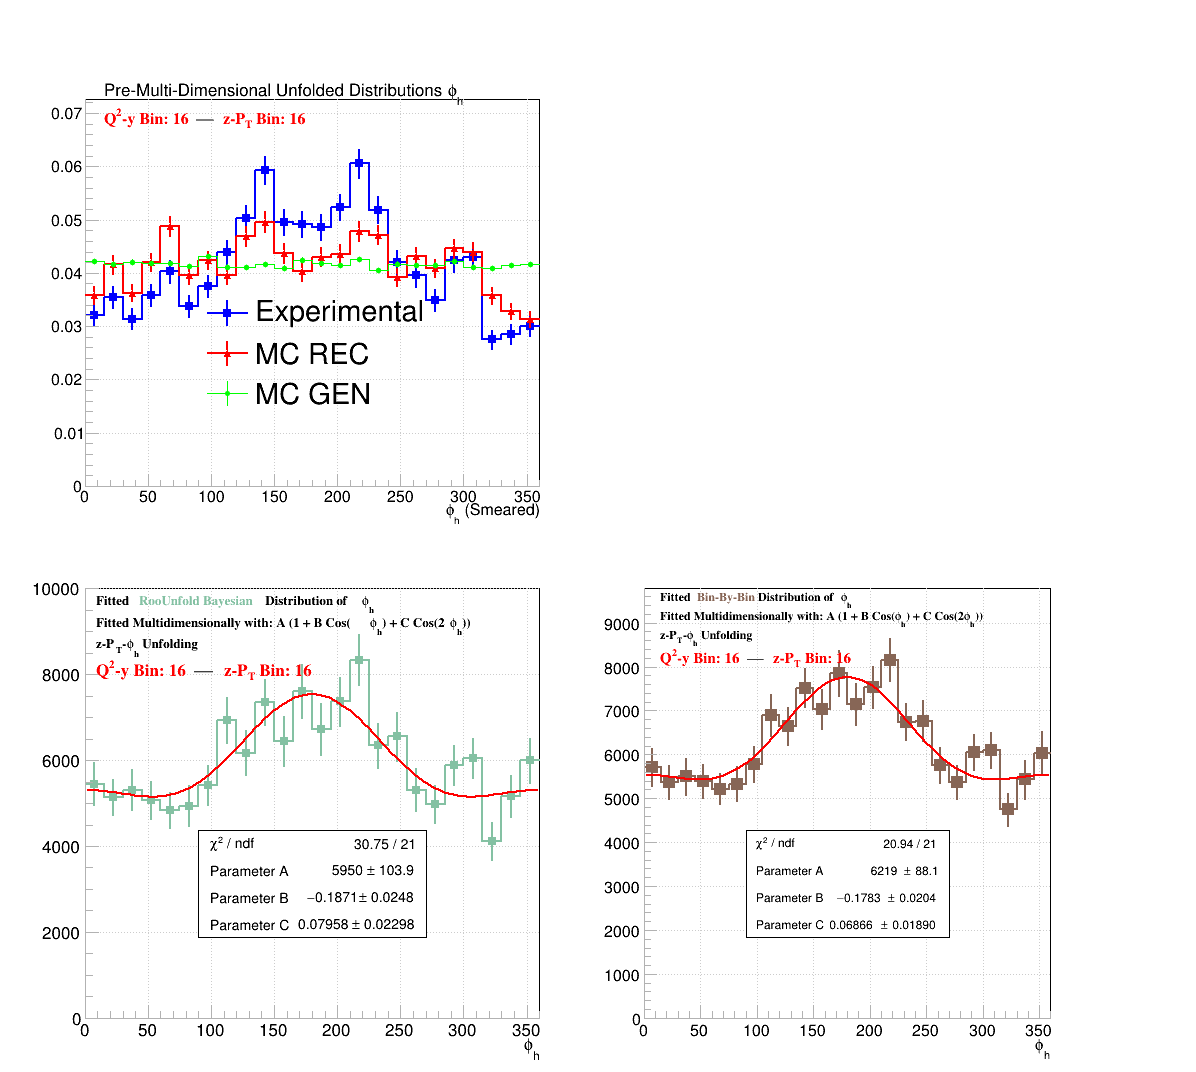 Pre-Multi-Dimensional Unfolded Distributions ϕh
Q2-y Bin: 16 — z-PT Bin: 16
0.07
0.06
0.05
0.04
0.03
0.02
0.01
0
Experimental
MC REC
MC GEN
0 50 100 150 200 250 300 350
ϕh (Smeared)
Fitted RooUnfold Bayesian Distribution of ϕh
Fitted Multidimensionally with: A (1 + B Cos( ϕh) + C Cos(2 ϕh))
z-PT-ϕh Unfolding
Q2-y Bin: 16 — z-PT Bin: 16
10000
8000
6000
4000
2000
0
χ2 / ndf 30.75 / 21
Parameter A 5950 ± 103.9
Parameter B −0.1871 ± 0.0248
Parameter C 0.07958 ± 0.02298
0 50 100 150 200 250 300 350
ϕh
Fitted Bin-By-Bin Distribution of ϕh
Fitted Multidimensionally with: A (1 + B Cos(ϕh) + C Cos(2ϕh))
z-PT-ϕh Unfolding
Q2-y Bin: 16 — z-PT Bin: 16
9000
8000
7000
6000
5000
4000
3000
2000
1000
0
χ2 / ndf 20.94 / 21
Parameter A 6219 ± 88.1
Parameter B −0.1783 ± 0.0204
Parameter C 0.06866 ± 0.01890
0 50 100 150 200 250 300 350
ϕh